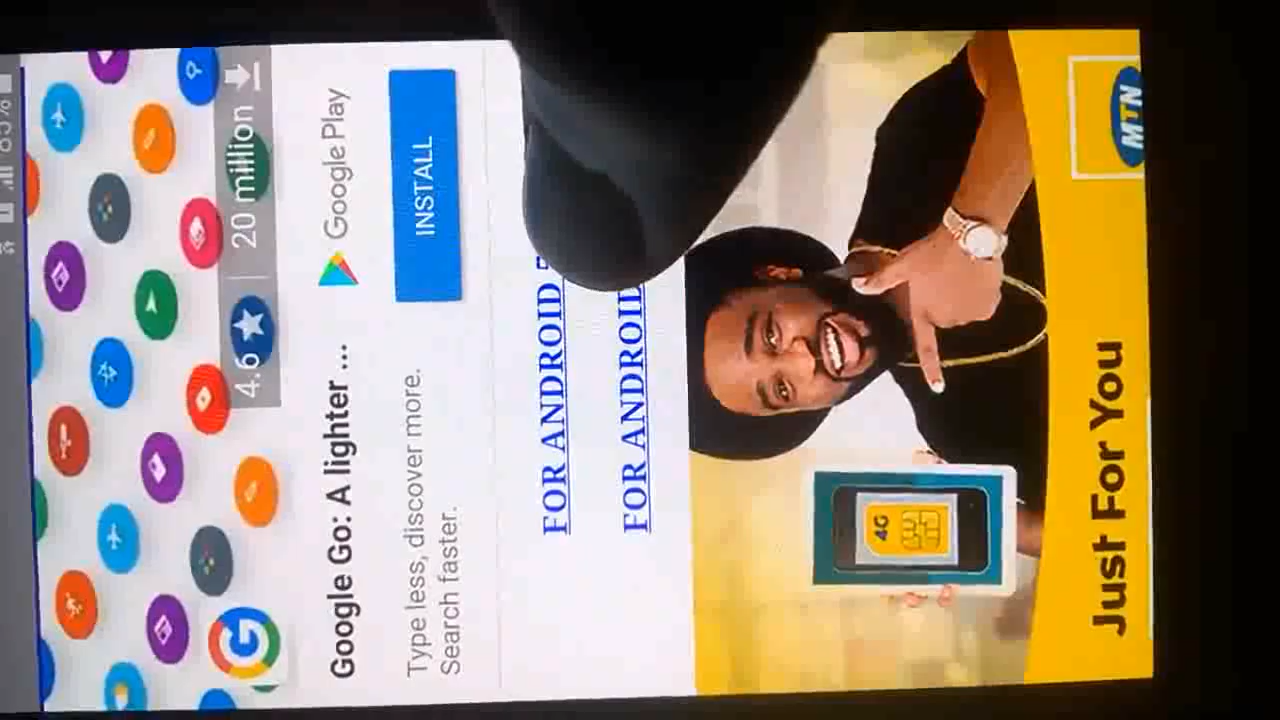 83%
4.6 | 20 million
Google Go: A lighter ...
Google Play
Type less, discover more.
Search faster.
INSTALL
FOR ANDROID
FOR ANDROID
4G
Just For You
MTN